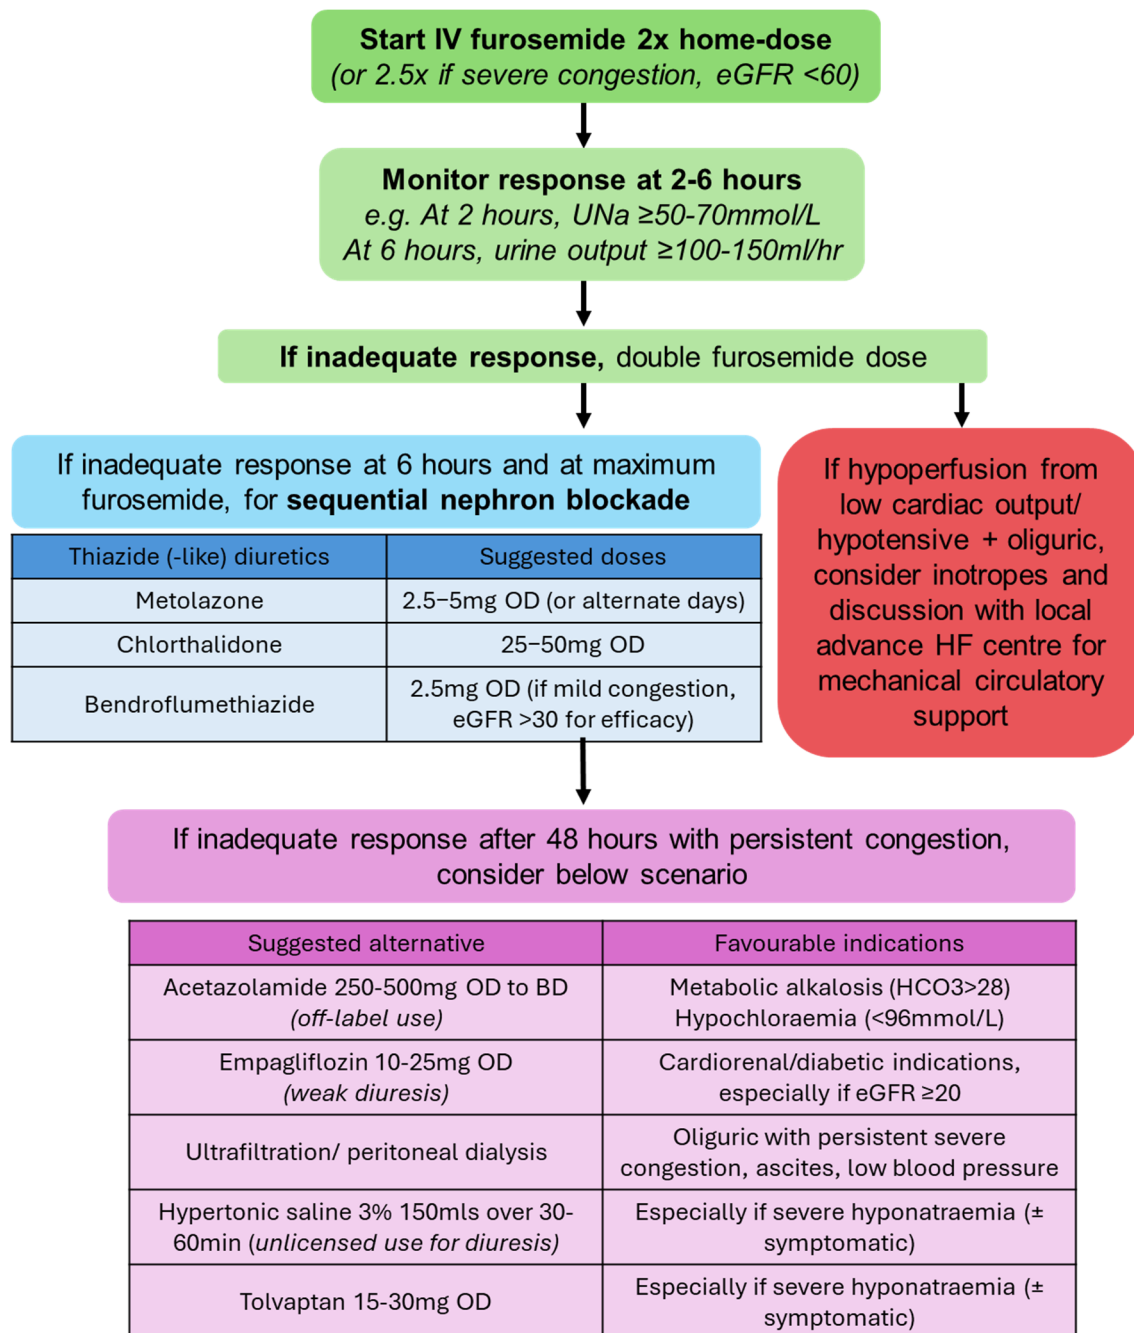 Start IV furosemide 2x home-dose
(or 2.5x if severe congestion, eGFR <60)
Monitor response at 2-6 hours
e.g. At 2 hours, UNa ≥50-70mmol/L
At 6 hours, urine output ≥100-150ml/hr
If inadequate response, double furosemide dose
If inadequate response at 6 hours and at maximum
furosemide, for sequential nephron blockade
Thiazide (-like) diuretics
Suggested doses
Metolazone
2.5–5mg OD (or alternate days)
Chlorthalidone
25–50mg OD
Bendroflumethiazide
2.5mg OD (if mild congestion,
eGFR >30 for efficacy)
If hypoperfusion from
low cardiac output/
hypotensive + oliguric,
consider inotropes and
discussion with local
advance HF centre for
mechanical circulatory
support
If inadequate response after 48 hours with persistent congestion,
consider below scenario
Suggested alternative
Favourable indications
Acetazolamide 250-500mg OD to BD
(off-label use)
Metabolic alkalosis (HCO3>28)
Hypochloraemia (<96mmol/L)
Empagliflozin 10-25mg OD
(weak diuresis)
Cardiorenal/diabetic indications,
especially if eGFR ≥20
Ultrafiltration/ peritoneal dialysis
Oliguric with persistent severe
congestion, ascites, low blood pressure
Hypertonic saline 3% 150mls over 30-
60min (unlicensed use for diuresis)
Especially if severe hyponatraemia (±
symptomatic)
Tolvaptan 15-30mg OD
Especially if severe hyponatraemia (±
symptomatic)